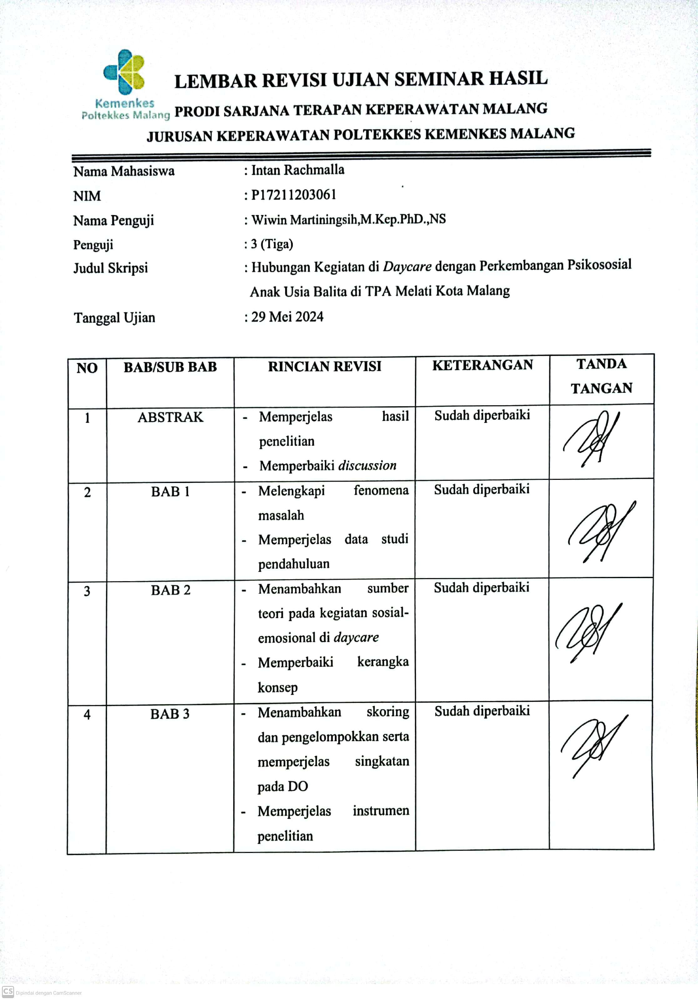 Kemenkes
Poltekkes Malang
LEMBAR REVISI UJIAN SEMINAR HASIL
PRODI SARJANA TERAPAN KEPERAWATAN MALANG
JURUSAN KEPERAWATAN POLTEKKES KEMENKES MALANG
Nama Mahasiswa : Intan Rachmalla
NIM : P17211203061
Nama Penguji : Wiwin Martiningsih,M.Kep.PhD.,NS
Penguji : 3 (Tiga)
Judul Skripsi : Hubungan Kegiatan di Daycare dengan Perkembangan Psikososial
Anak Usia Balita di TPA Melati Kota Malang
Tanggal Ujian : 29 Mei 2024
NO BAB/SUB BAB RINCIAN REVISI KETERANGAN TANDA
TANGAN
1 ABSTRAK - Memperjelas hasil Sudah diperbaiki
penelitian
- Memperbaiki discussion
2 BAB 1 - Melengkapi fenomena Sudah diperbaiki
masalah
- Memperjelas data studi
pendahuluan
3 BAB 2 - Menambahkan sumber Sudah diperbaiki
teori pada kegiatan sosial-
emosional di daycare
- Memperbaiki kerangka
konsep
4 BAB 3 - Menambahkan skoring Sudah diperbaiki
dan pengelompokkan serta
memperjelas singkatan
pada DO
- Memperjelas instrumen
penelitian
CS Dipindai dengan CamScanner